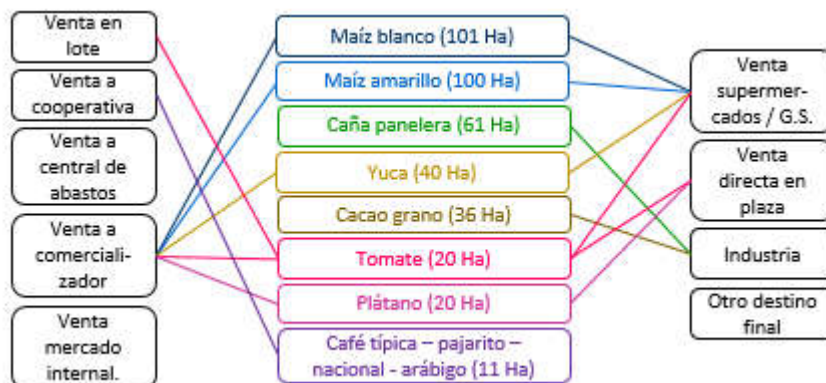 Venta en
lote
Venta a
cooperativa
Venta a
central de
abastos
Venta a
comerciali-
zador
Venta
mercado
internal.
Maíz blanco (101 Ha)
Maíz amarillo (100 Ha)
Caña panelera (61 Ha)
Yuca (40 Ha)
Cacao grano (36 Ha)
Tomate (20 Ha)
Plátano (20 Ha)
Café típica – pajarito –
nacional - arábigo (11 Ha)
Venta
supermer-
cados / G.S.
Venta
directa en
plaza
Industria
Otro destino
final